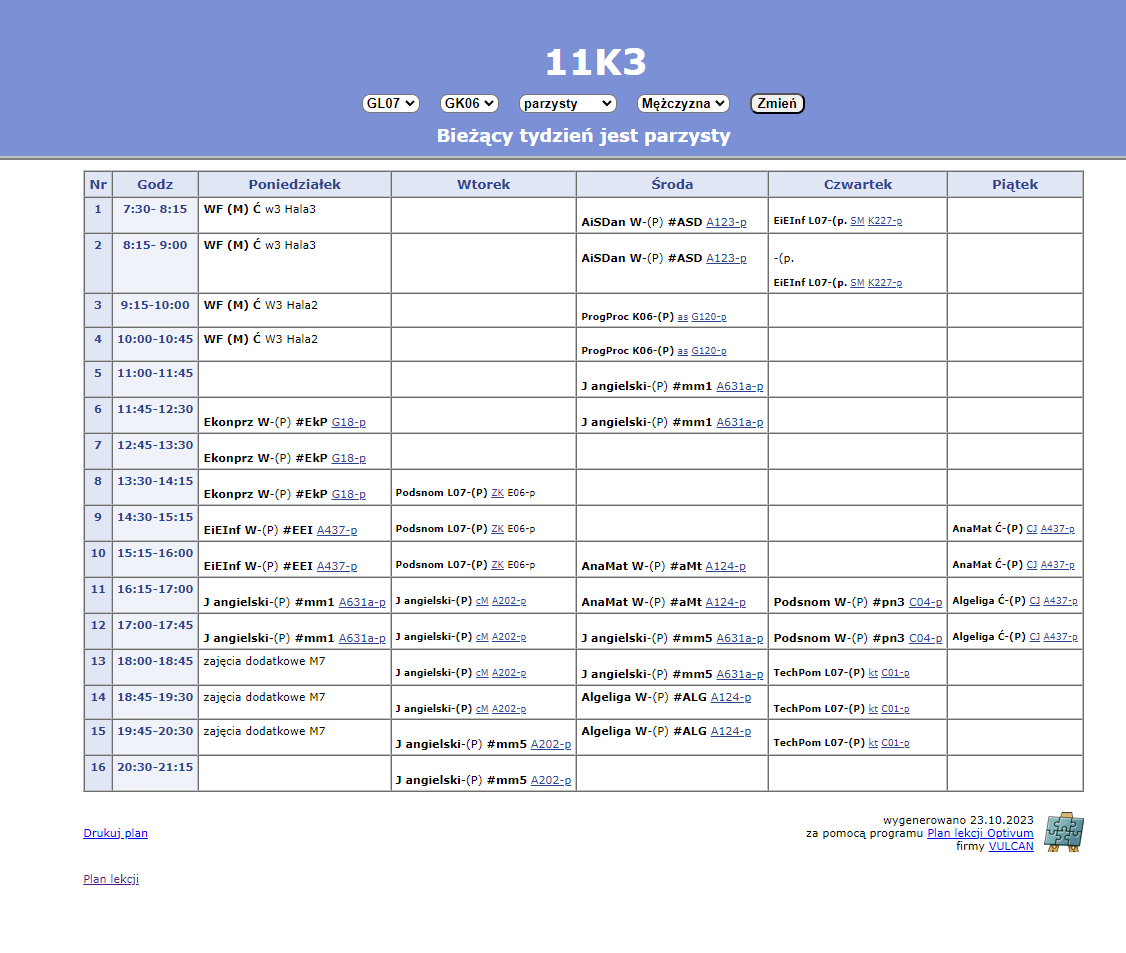 11K3
GL07 GK06 parzysty Mężczyzna Zmień
Bieżący tydzień jest parzysty
Nr Godz Poniedziałek Wtorek Środa Czwartek Piątek
1 7:30- 8:15 WF (M) Ć w3 Hala3 AiSDan W-(P) #ASD A123-p EiEInf L07-(p. SM K227-p
2 8:15- 9:00 WF (M) Ć w3 Hala3 AiSDan W-(P) #ASD A123-p -(p.
EiEInf L07-(p. SM K227-p
3 9:15-10:00 WF (M) Ć W3 Hala2 ProgProc K06-(P) as G120-p
4 10:00-10:45 WF (M) Ć W3 Hala2 ProgProc K06-(P) as G120-p
5 11:00-11:45 J angielski-(P) #mm1 A631a-p
6 11:45-12:30 Ekonprz W-(P) #EkP G18-p J angielski-(P) #mm1 A631a-p
7 12:45-13:30 Ekonprz W-(P) #EkP G18-p
8 13:30-14:15 Ekonprz W-(P) #EkP G18-p Podsnom L07-(P) ZK E06-p
9 14:30-15:15 EiEInf W-(P) #EEI A437-p Podsnom L07-(P) ZK E06-p AnaMat Ć-(P) CJ A437-p
10 15:15-16:00 EiEInf W-(P) #EEI A437-p Podsnom L07-(P) ZK E06-p AnaMat W-(P) #aMt A124-p AnaMat Ć-(P) CJ A437-p
11 16:15-17:00 J angielski-(P) #mm1 A631a-p J angielski-(P) cM A202-p AnaMat W-(P) #aMt A124-p Podsnom W-(P) #pn3 C04-p Algeliga Ć-(P) CJ A437-p
12 17:00-17:45 J angielski-(P) #mm1 A631a-p J angielski-(P) cM A202-p J angielski-(P) #mm5 A631a-p Podsnom W-(P) #pn3 C04-p Algeliga Ć-(P) CJ A437-p
13 18:00-18:45 zajęcia dodatkowe M7 J angielski-(P) cM A202-p J angielski-(P) #mm5 A631a-p TechPom L07-(P) kt C01-p
14 18:45-19:30 zajęcia dodatkowe M7 J angielski-(P) cM A202-p Algeliga W-(P) #ALG A124-p TechPom L07-(P) kt C01-p
15 19:45-20:30 zajęcia dodatkowe M7 J angielski-(P) #mm5 A202-p Algeliga W-(P) #ALG A124-p TechPom L07-(P) kt C01-p
16 20:30-21:15 J angielski-(P) #mm5 A202-p
Drukuj plan
wygenerowano 23.10.2023
za pomocą programu Plan lekcji Optivum
firmy VULCAN
Plan lekcji